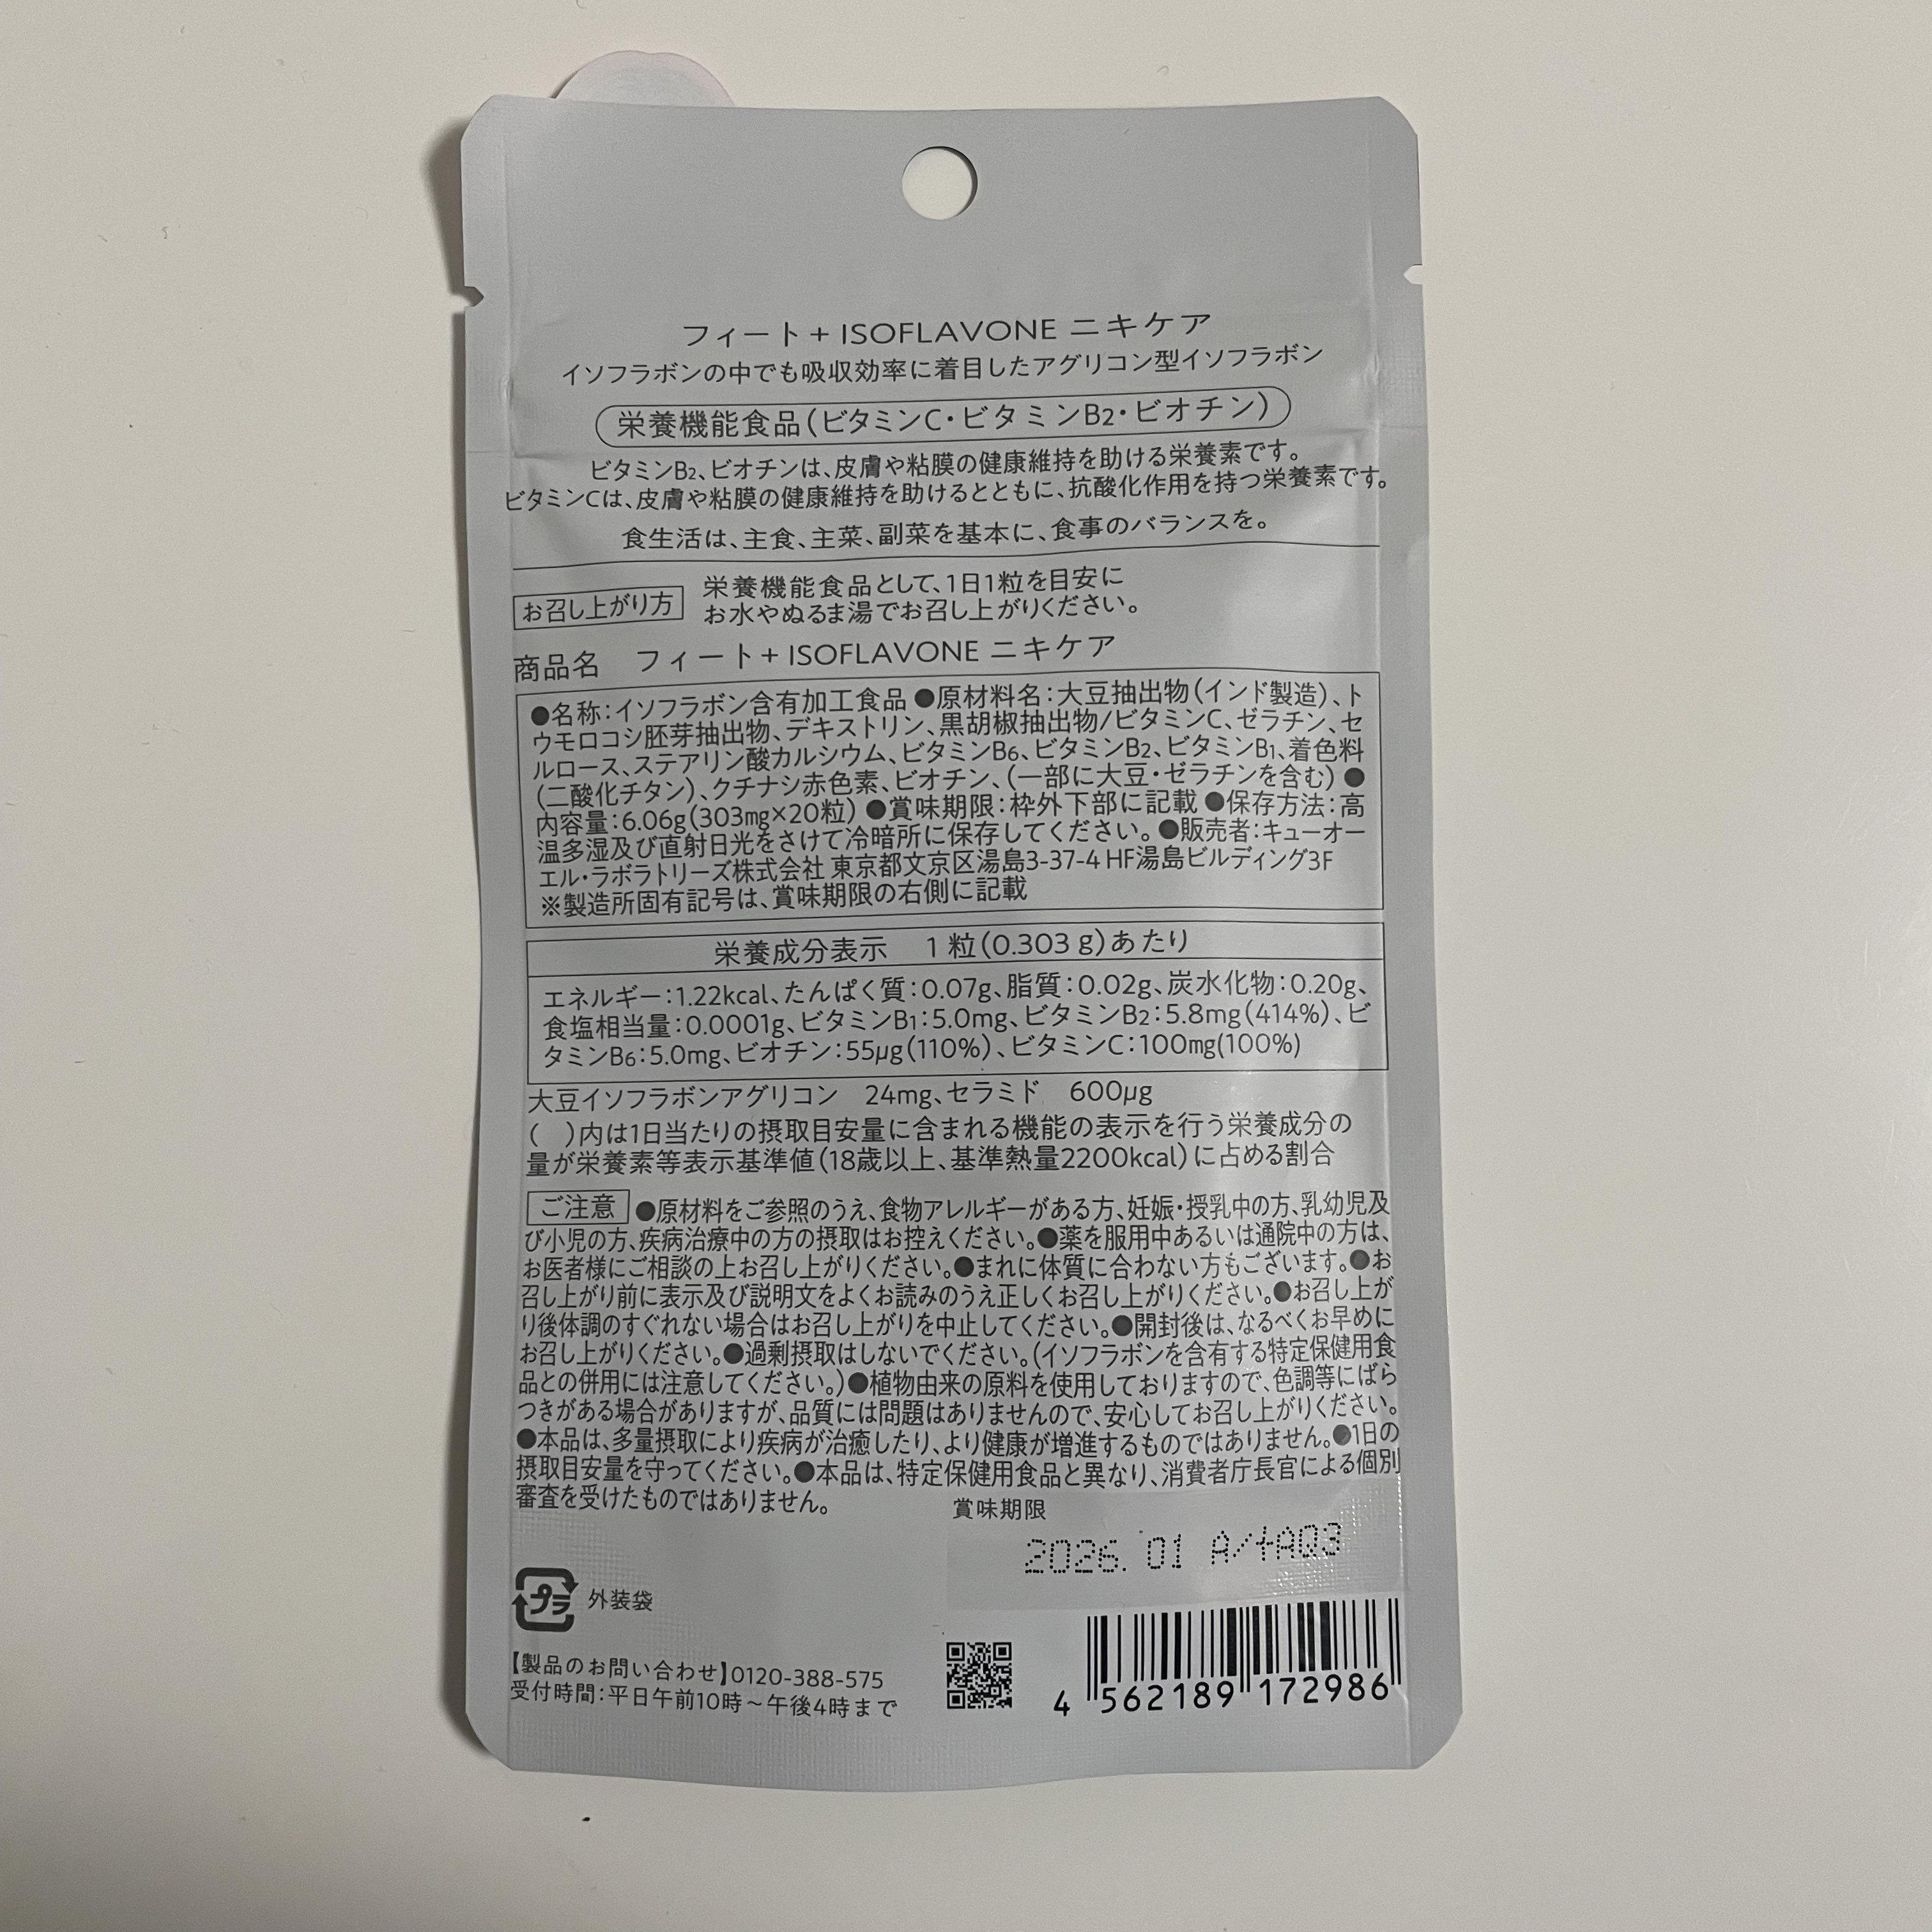 フィート+ ISOFLAVONE ニキケア
イソフラボンの中でも吸収効率に着目したアグリコン型イソフラボン
栄養機能食品(ビタミンC・ビタミンB2・ビオチン)
ビタミンB2、ビオチンは、皮膚や粘膜の健康維持を助ける栄養素です。
ビタミンCは、皮膚や粘膜の健康維持を助けるとともに、抗酸化作用を持つ栄養素です。
食生活は、主食、主菜、副菜を基本に、食事のバランスを。
お召し上がり方
栄養機能食品として、1日1粒を目安に
お水やぬるま湯でお召し上がりください。
商品名 フィート+ ISOFLAVONE ニキケア
●名称:イソフラボン含有加工食品 ●原材料名:大豆抽出物(インド製造)、ト
ウモロコシ胚芽抽出物、デキストリン、黒胡椒抽出物/ビタミンC、ゼラチン、セ
ルロース、ステアリン酸カルシウム、ビタミンB6、ビタミンB2、ビタミンB1、着色料
(二酸化チタン)、クチナシ赤色素、ビオチン、(一部に大豆・ゼラチンを含む) ●
内容量:6.06g(303mg×20粒) ●賞味期限:枠外下部に記載 ●保存方法:高
温多湿及び直射日光をさけて冷暗所に保存してください。●販売者:キューオー
エル・ラボラトリーズ株式会社 東京都文京区湯島3-37-4 HF湯島ビルディング3F
※製造所固有記号は、賞味期限の右側に記載
栄養成分表示 1粒(0.303 g)あたり
エネルギー:1.22kcal、たんぱく質:0.07g、脂質:0.02g、炭水化物:0.20g、
食塩相当量:0.0001g、ビタミンB1:5.0mg、ビタミンB2:5.8mg(414%)、ビ
タミンB6:5.0mg、ビオチン:55μg(110%)、ビタミンC:100mg(100%)
大豆イソフラボンアグリコン 24mg、セラミド 600μg
( )内は1日当たりの摂取目安量に含まれる機能の表示を行う栄養成分の
量が栄養素等表示基準値(18歳以上、基準熱量2200kcal)に占める割合
ご注意 ●原材料をご参照のうえ、食物アレルギーがある方、妊娠・授乳中の方、乳幼児及
び小児の方、疾病治療中の方の摂取はお控えください。●薬を服用中あるいは通院中の方は、
お医者様にご相談の上お召し上がりください。●まれに体質に合わない方もございます。●お
召し上がり前に表示及び説明文をよくお読みのうえ正しくお召し上がりください。●お召し上が
り後体調のすぐれない場合はお召し上がりを中止してください。●開封後は、なるべくお早めに
お召し上がりください。●過剰摂取はしないでください。(イソフラボンを含有する特定保健用食
品との併用には注意してください。)●植物由来の原料を使用しておりますので、色調等にばら
つきがある場合がありますが、品質には問題はありませんので、安心してお召し上がりください。
●本品は、多量摂取により疾病が治癒したり、より健康が増進するものではありません。●1日の
摂取目安量を守ってください。●本品は、特定保健用食品と異なり、消費者庁長官による個別
審査を受けたものではありません。
賞味期限
2026. 01 A/+AQ3
プラ 外装袋
【製品のお問い合わせ】0120-388-575
受付時間:平日午前10時〜午後4時まで
4 562189 172986